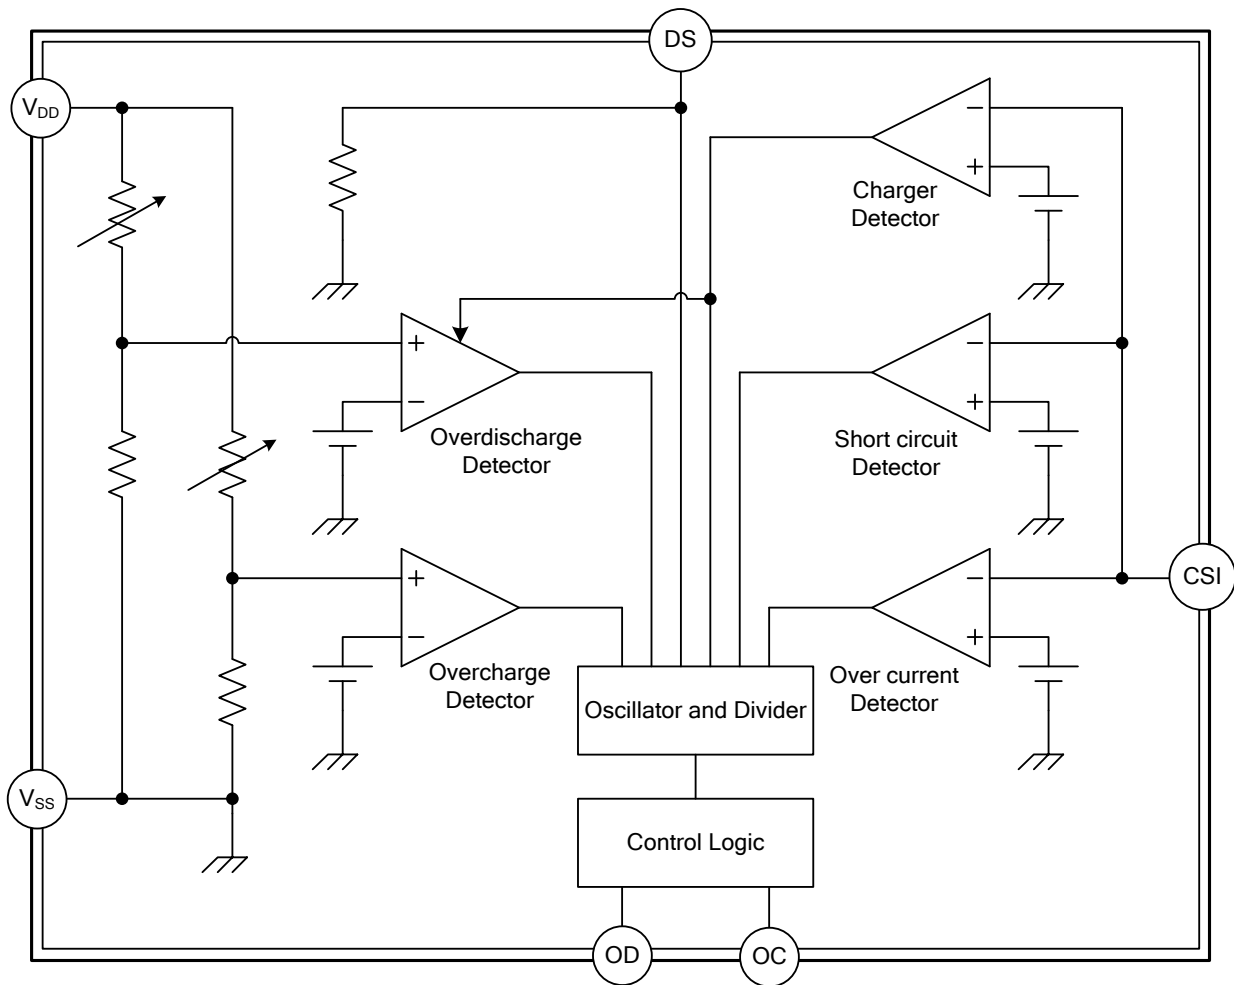 DS
VDD
−
+
Charger
Detector
+
−
Overdischarge
Detector
−
+
Short circuit
Detector
+
−
Overcharge
Detector
−
+
Over current
Detector
CSI
Oscillator and Divider
VSS
Control Logic
OD
OC